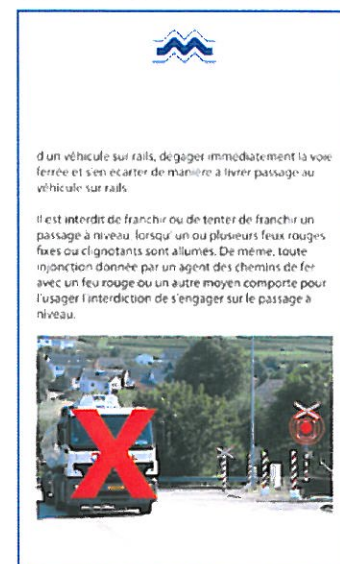 d'un véhicule sur rails, dégager immédiatement la voie
ferrée et s'en écarter de manière à livrer passage au
véhicule sur rails.
Il est interdit de franchir ou de tenter de franchir un
passage à niveau, lorsqu' un ou plusieurs feux rouges
fixes ou clignotants sont allumés. De même, toute
injonction donnée par un agent des chemins de fer
avec un feu rouge ou un autre moyen comporte pour
l'usager l'interdiction de s'engager sur le passage à
niveau.